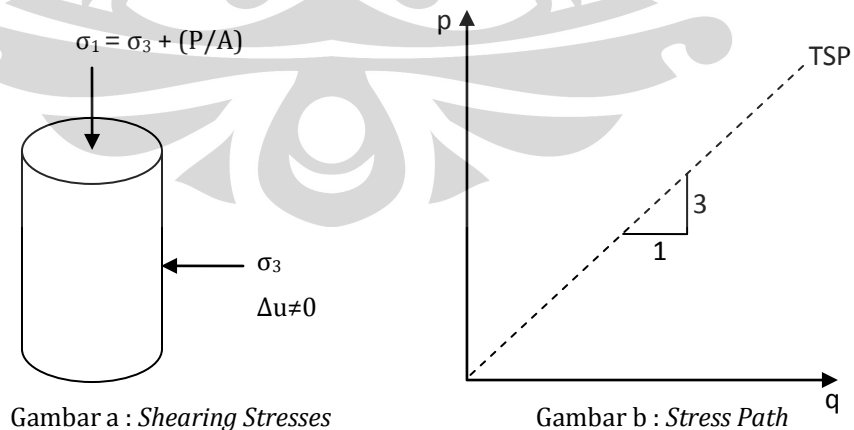 σ₁ = σ₃ + (P/A)
σ₃
Δu≠0
Gambar a : Shearing Stresses
p
TSP
3
1
q
Gambar b : Stress Path